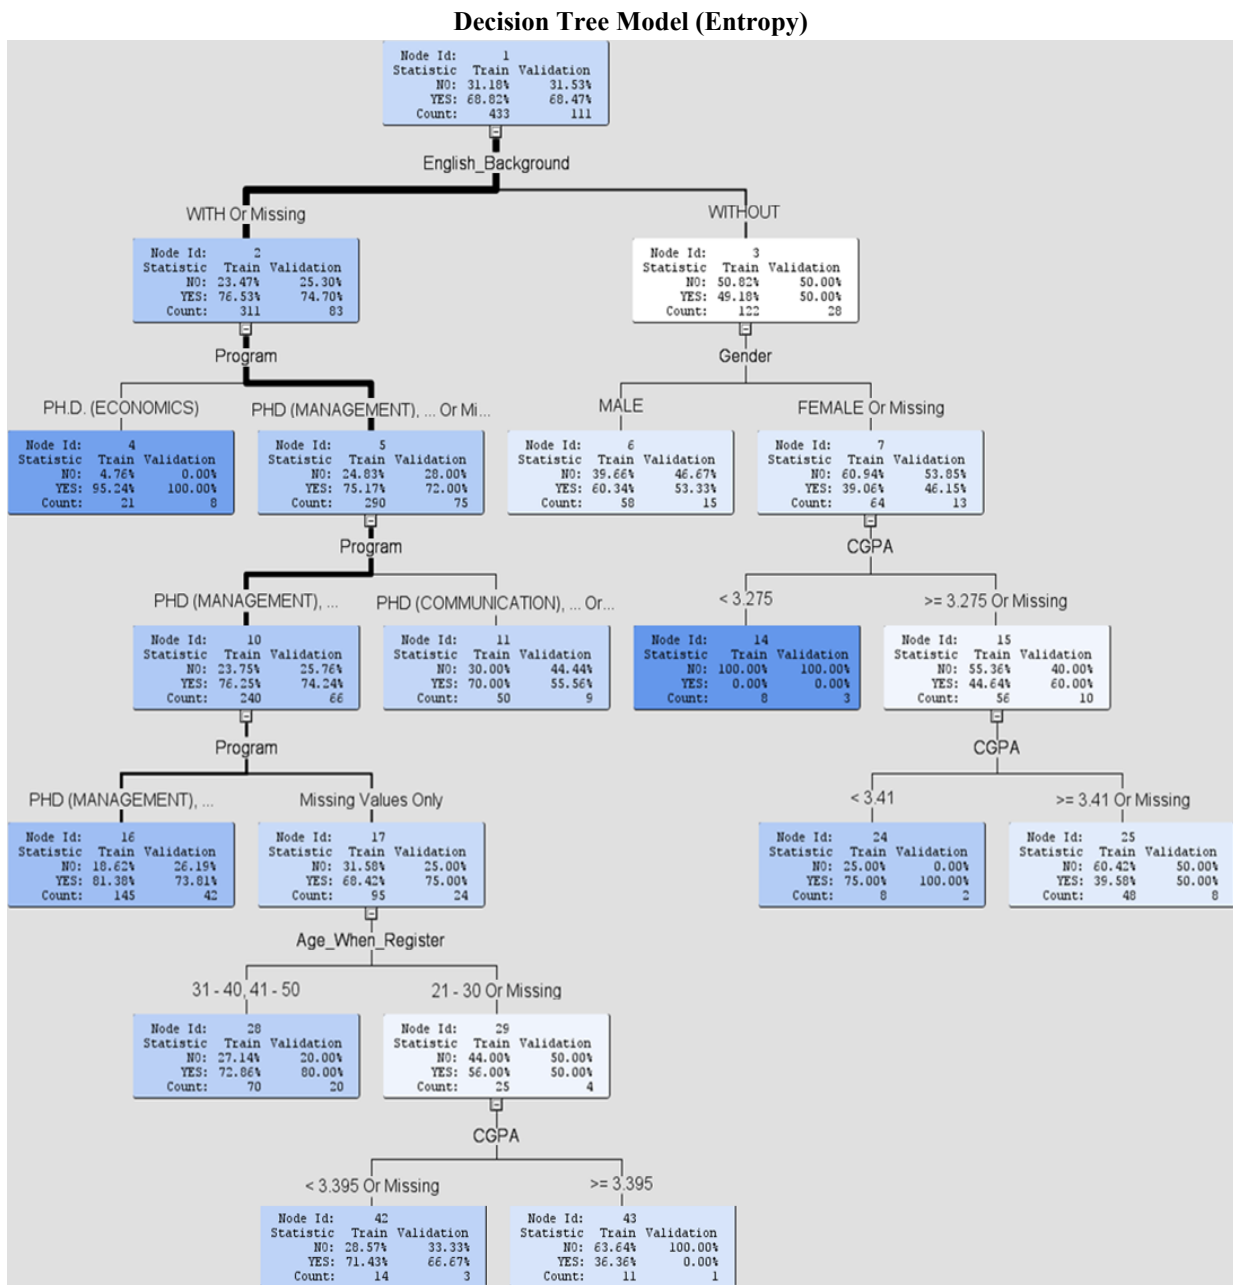 Decision Tree Model (Entropy)
Node Id: 1
Statistic Train Validation
NO: 31.18% 31.53%
YES: 68.82% 68.47%
Count: 433 111
English_Background
WITH Or Missing
WITHOUT
Node Id: 2
Statistic Train Validation
NO: 23.47% 25.30%
YES: 76.53% 74.70%
Count: 311 83
Node Id: 3
Statistic Train Validation
NO: 50.82% 50.00%
YES: 49.18% 50.00%
Count: 122 28
Program
Gender
PH.D. (ECONOMICS)
PHD (MANAGEMENT), ... Or Mi...
MALE
FEMALE Or Missing
Node Id: 4
Statistic Train Validation
NO: 4.76% 0.00%
YES: 95.24% 100.00%
Count: 21 8
Node Id: 5
Statistic Train Validation
NO: 24.83% 28.00%
YES: 75.17% 72.00%
Count: 290 75
Node Id: 6
Statistic Train Validation
NO: 39.66% 46.67%
YES: 60.34% 53.33%
Count: 58 15
Node Id: 7
Statistic Train Validation
NO: 60.94% 53.85%
YES: 39.06% 46.15%
Count: 64 13
Program
CGPA
PHD (MANAGEMENT), ...
PHD (COMMUNICATION), ... Or...
< 3.275
>= 3.275 Or Missing
Node Id: 10
Statistic Train Validation
NO: 23.75% 25.76%
YES: 76.25% 74.24%
Count: 240 66
Node Id: 11
Statistic Train Validation
NO: 30.00% 44.44%
YES: 70.00% 55.56%
Count: 50 9
Node Id: 14
Statistic Train Validation
NO: 100.00% 100.00%
YES: 0.00% 0.00%
Count: 8 3
Node Id: 15
Statistic Train Validation
NO: 55.36% 40.00%
YES: 44.64% 60.00%
Count: 56 10
Program
CGPA
PHD (MANAGEMENT), ...
Missing Values Only
< 3.41
>= 3.41 Or Missing
Node Id: 16
Statistic Train Validation
NO: 18.62% 26.19%
YES: 81.38% 73.81%
Count: 145 42
Node Id: 17
Statistic Train Validation
NO: 31.58% 25.00%
YES: 68.42% 75.00%
Count: 95 24
Node Id: 24
Statistic Train Validation
NO: 25.00% 0.00%
YES: 75.00% 100.00%
Count: 8 2
Node Id: 25
Statistic Train Validation
NO: 60.42% 50.00%
YES: 39.58% 50.00%
Count: 48 8
Age_When_Register
31 - 40, 41 - 50
21 - 30 Or Missing
Node Id: 28
Statistic Train Validation
NO: 27.14% 20.00%
YES: 72.86% 80.00%
Count: 70 20
Node Id: 29
Statistic Train Validation
NO: 44.00% 50.00%
YES: 56.00% 50.00%
Count: 25 4
CGPA
< 3.395 Or Missing
>= 3.395
Node Id: 42
Statistic Train Validation
NO: 28.57% 33.33%
YES: 71.43% 66.67%
Count: 14 3
Node Id: 43
Statistic Train Validation
NO: 63.64% 100.00%
YES: 36.36% 0.00%
Count: 11 1